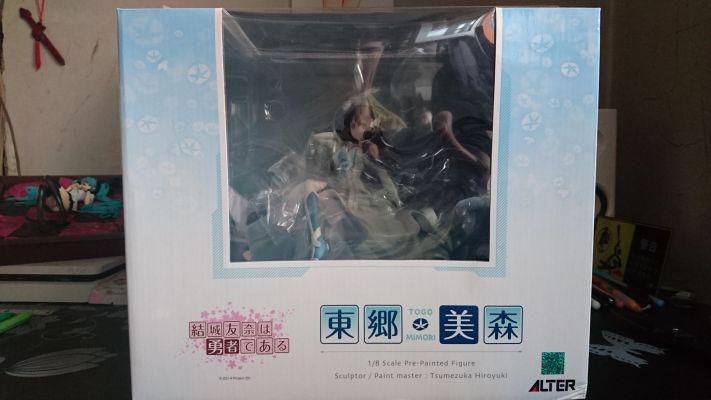 結城友奈は
勇者である
東郷美森
TOGO
MIMORI
1/8 Scale Pre-Painted Figure
Sculptor / Paint master : Tsumezuka Hiroyuki
ALTER